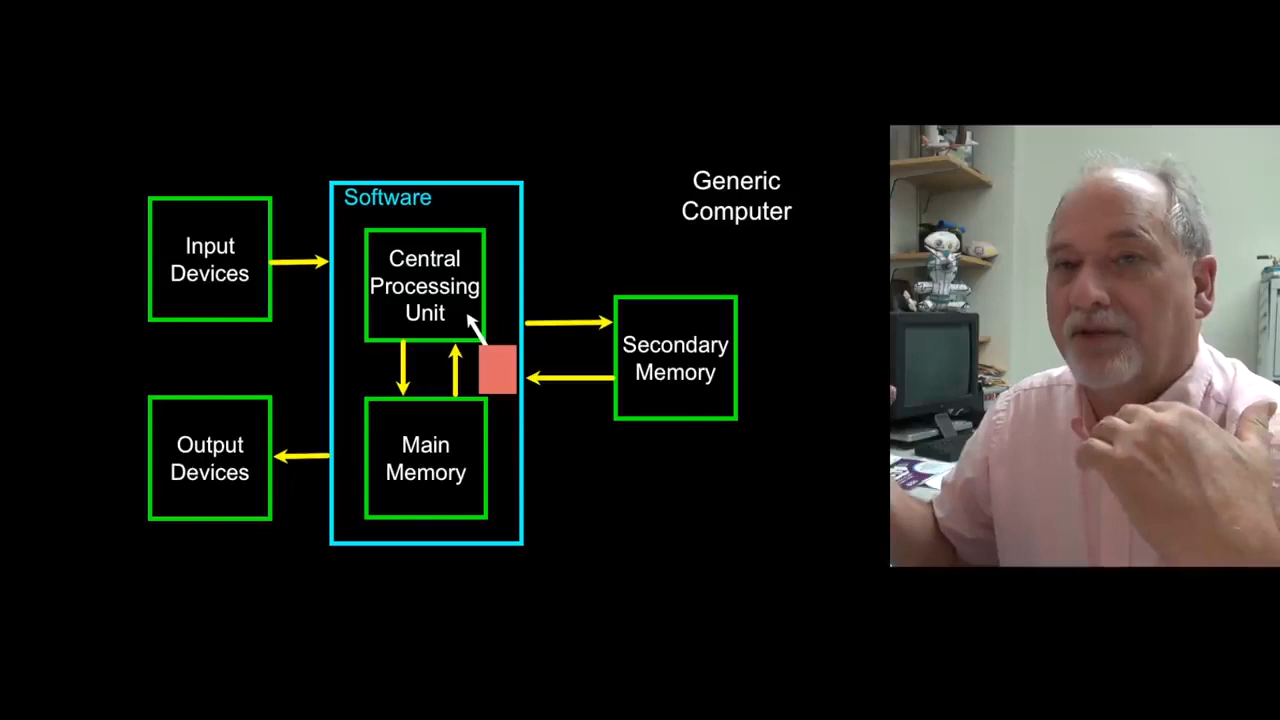 Software
Generic
Computer
Input
Devices
Central
Processing
Unit
Secondary
Memory
Output
Devices
Main
Memory